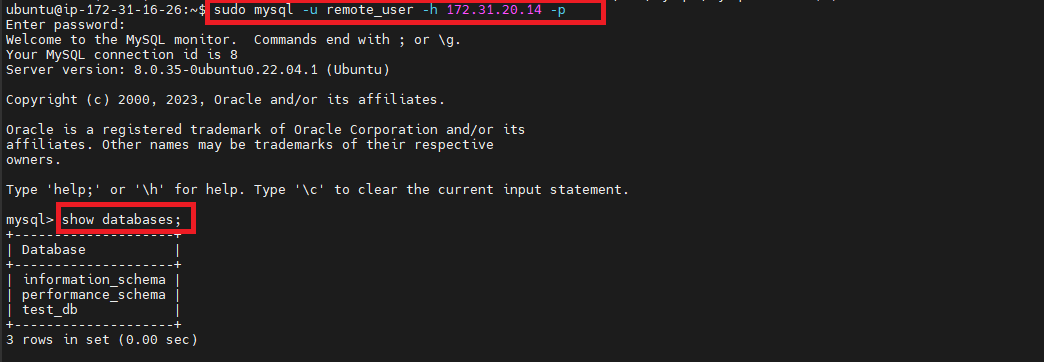 ubuntu@ip-172-31-16-26:~$ sudo mysql -u remote_user -h 172.31.20.14 -p
Enter password:
Welcome to the MySQL monitor.  Commands end with ; or \g.
Your MySQL connection id is 8
Server version: 8.0.35-0ubuntu0.22.04.1 (Ubuntu)
Copyright (c) 2000, 2023, Oracle and/or its affiliates.
Oracle is a registered trademark of Oracle Corporation and/or its
affiliates. Other names may be trademarks of their respective
owners.
Type 'help;' or '\h' for help. Type '\c' to clear the current input statement.
mysql> show databases;
+--------------------+
| Database           |
+--------------------+
| information_schema |
| performance_schema |
| test_db            |
+--------------------+
3 rows in set (0.00 sec)